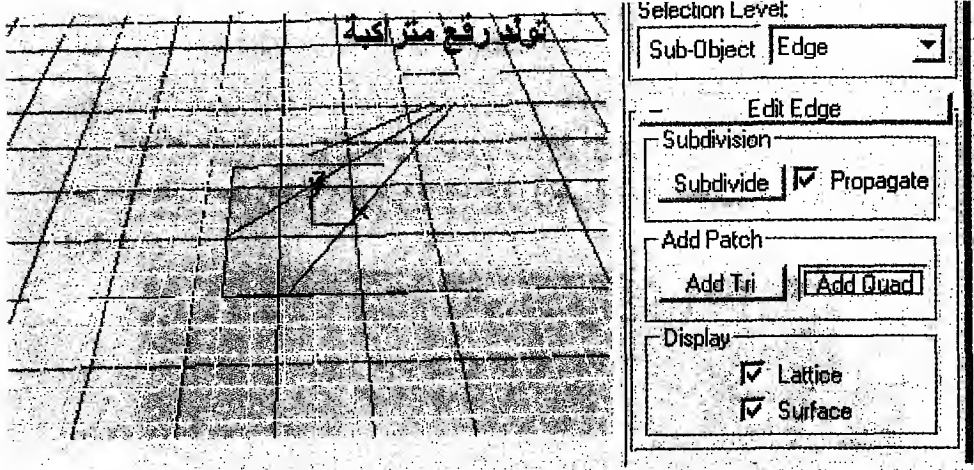 تولد رقع متراكبة
Selection Level:
Sub-Object Edge
Edit Edge
Subdivision
Subdivide Propagate
Add Patch
Add Tri Add Quad
Display
Lattice
Surface